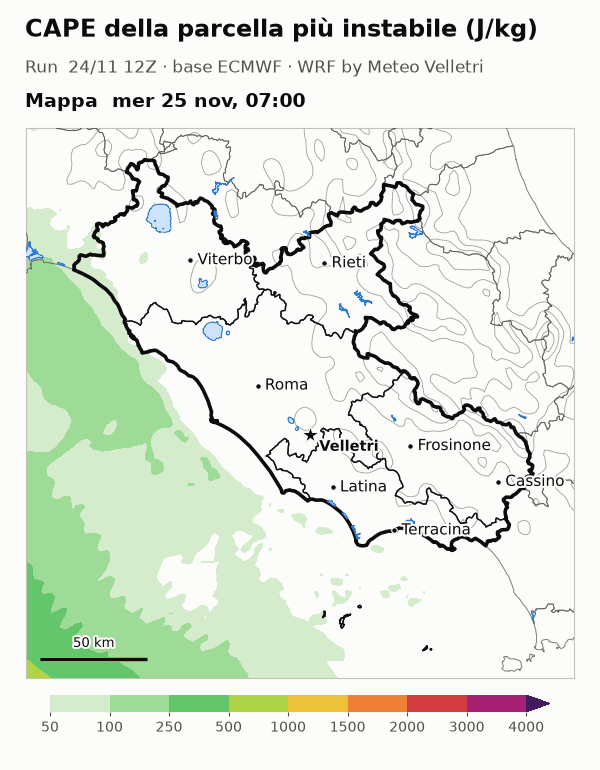 CAPE della parcella più instabile (J/kg)
Run  24/11 12Z · base ECMWF · WRF by Meteo Velletri
Mappa  mer 25 nov, 07:00
Viterbo
Rieti
Roma
Velletri
Frosinone
Cassino
Latina
Terracina
50 km
50 100 250 500 1000 1500 2000 3000 4000